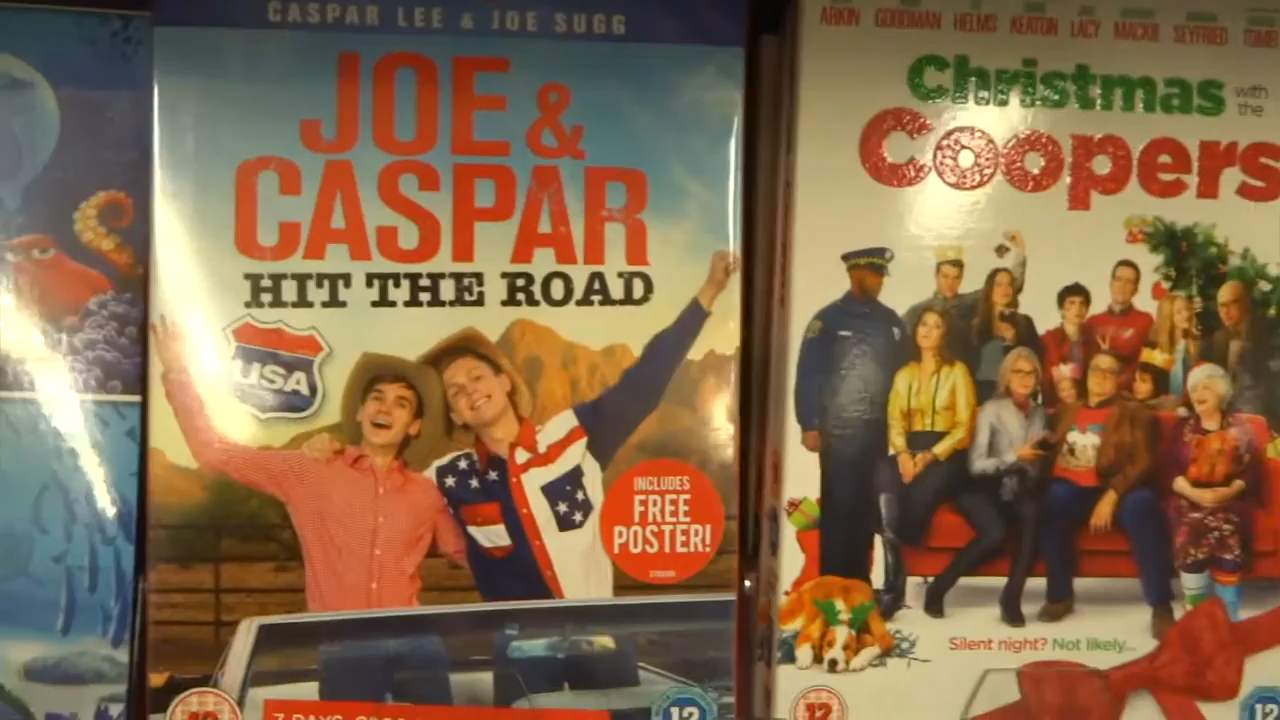 CASPAR LEE & JOE SUGG
JOE &
CASPAR
HIT THE ROAD
USA
INCLUDES
FREE
POSTER!
12
ARKIN GOODMAN HELMS KEATON LACY MACKIE SEYFRIED
Christmas with
the
Coopers
Silent night? Not likely...
12
12